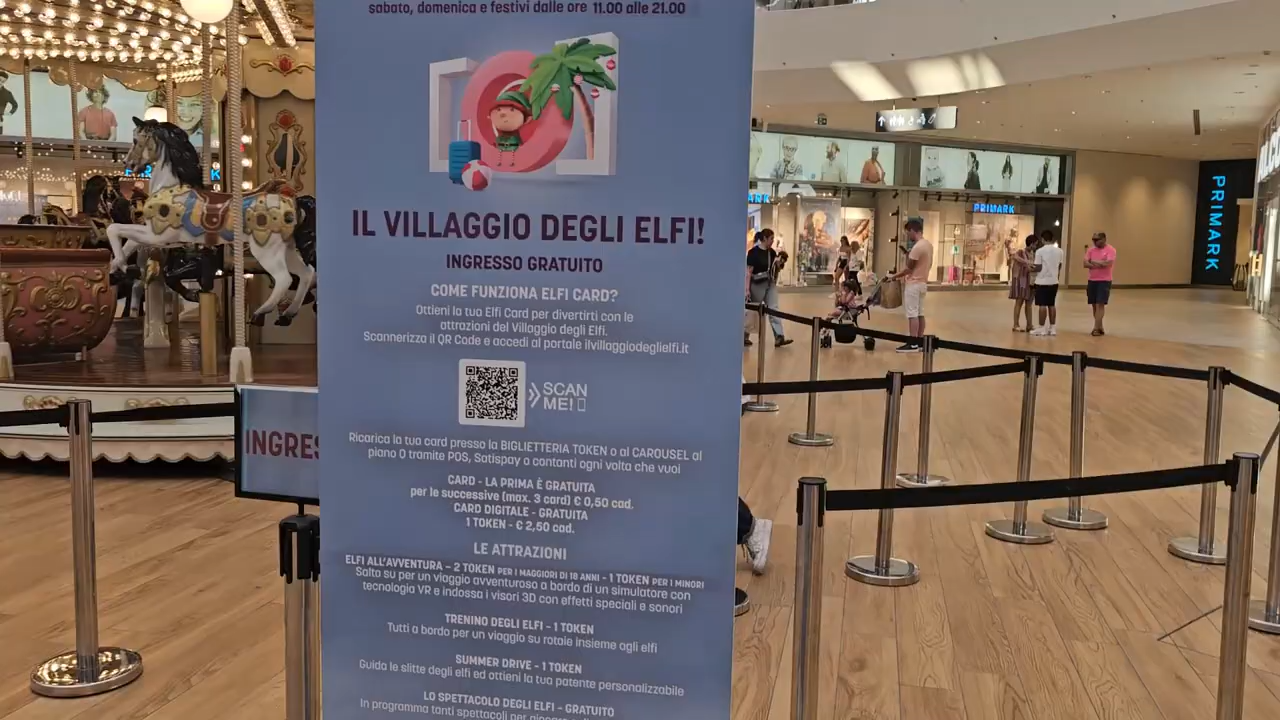 sabato, domenica e festivi dalle ore 11.00 alle 21.00
IL VILLAGGIO DEGLI ELFI!
INGRESSO GRATUITO
COME FUNZIONA ELFI CARD?
Ottieni la tua Elfi Card per divertirti con le
attrazioni del Villaggio degli Elfi.
Scannerizza il QR Code e accedi al portale ilvillaggiodeglielfi.it
SCAN
ME!
Ricarica la tua card presso la BIGLIETTERIA TOKEN o al CAROUSEL al
piano 0 tramite POS, Satispay o contanti ogni volta che vuoi
CARD - LA PRIMA È GRATUITA
per le successive (max. 3 card) € 0,50 cad.
CARD DIGITALE - GRATUITA
1 TOKEN - € 2,50 cad.
LE ATTRAZIONI
ELFI ALL'AVVENTURA – 2 TOKEN PER I MAGGIORI DI 18 ANNI - 1 TOKEN PER I MINORI
Salta su per un viaggio avventuroso a bordo di un simulatore con
tecnologia VR e indossa i visori 3D con effetti speciali e sonori
TRENINO DEGLI ELFI - 1 TOKEN
Tutti a bordo per un viaggio su rotaie insieme agli elfi
SUMMER DRIVE - 1 TOKEN
Guida le slitte degli elfi ed ottieni la tua patente personalizzabile
LO SPETTACOLO DEGLI ELFI - GRATUITO
In programma tanti spettacoli per
INGRES
PRIMARK
PRIMARK